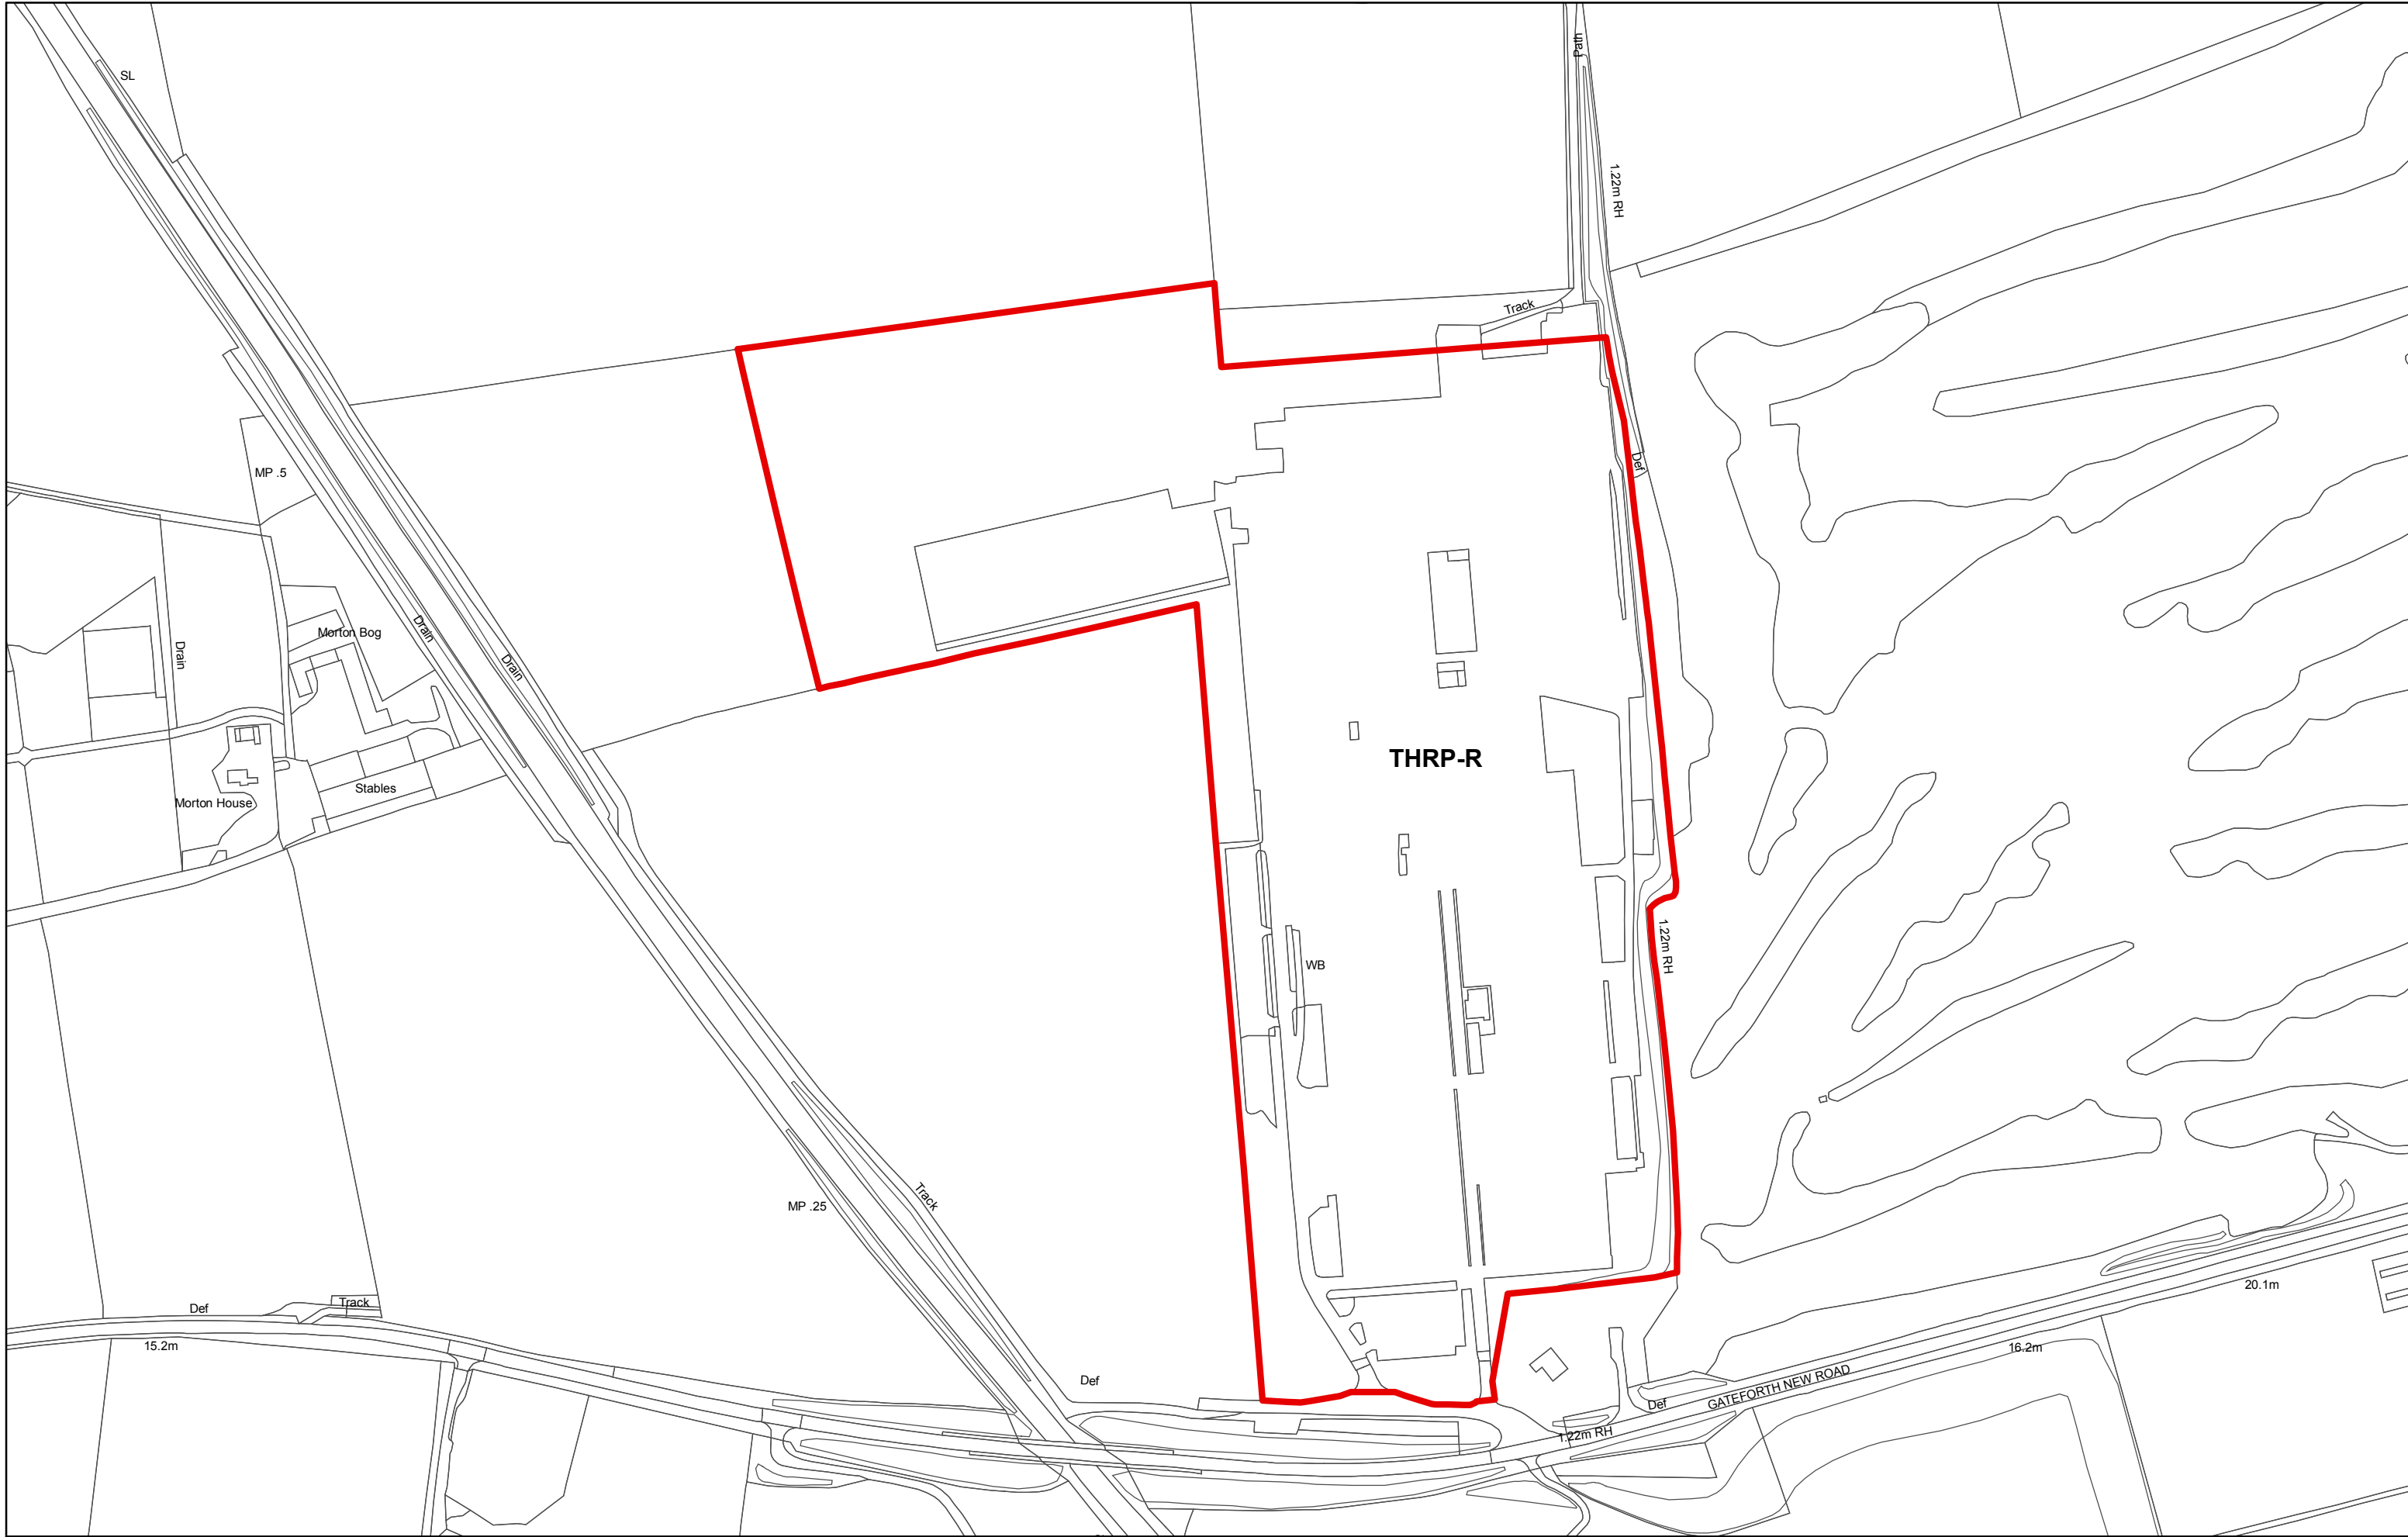 SL
Path
1.22m RH
Track
MP .5
Def
Drain
Morton Bog
Drain
Drain
THRP-R
Stables
Morton House
1.22m RH
WB
Track
MP .25
20.1m
Def
Track
15.2m
16.2m
Def
GATEFORTH NEW ROAD
Def
1.22m RH